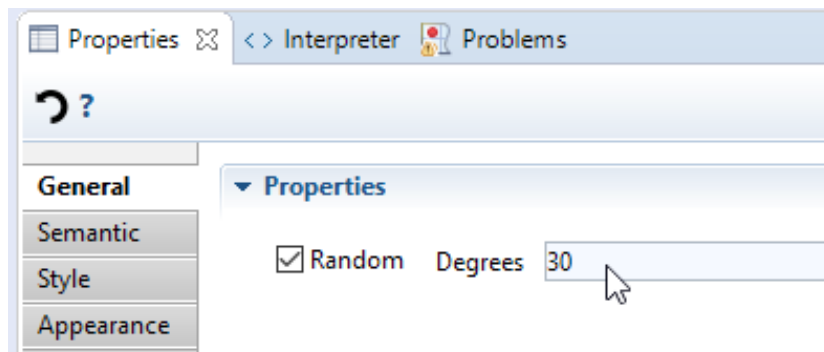 Properties Interpreter Problems
?
General
Properties
Semantic
Random Degrees 30
Style
Appearance